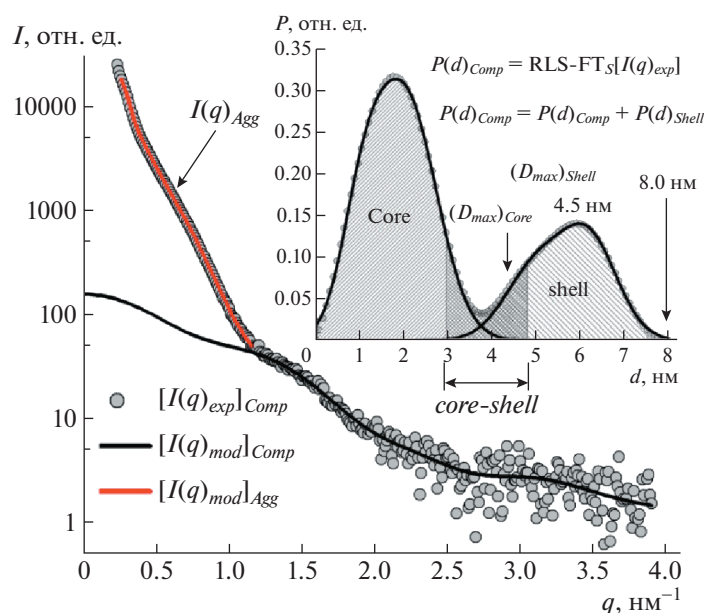 I, отн. ед.
10000
1000
100
10
1
I(q)Agg
[I(q)exp]Comp
[I(q)mod]Comp
[I(q)mod]Agg
0
0.5
1.0
1.5
2.0
2.5
3.0
3.5
4.0
q, нм⁻¹
P, отн. ед.
0.35
0.30
0.25
0.20
0.15
0.10
0.05
P(d)Comp = RLS-FTS[I(q)exp]
P(d)Comp = P(d)Comp + P(d)Shell
(Dmax)Shell
8.0 нм
4.5 нм
(Dmax)Core
Core
shell
0
1
2
3
4
5
6
7
8
d, нм
core-shell